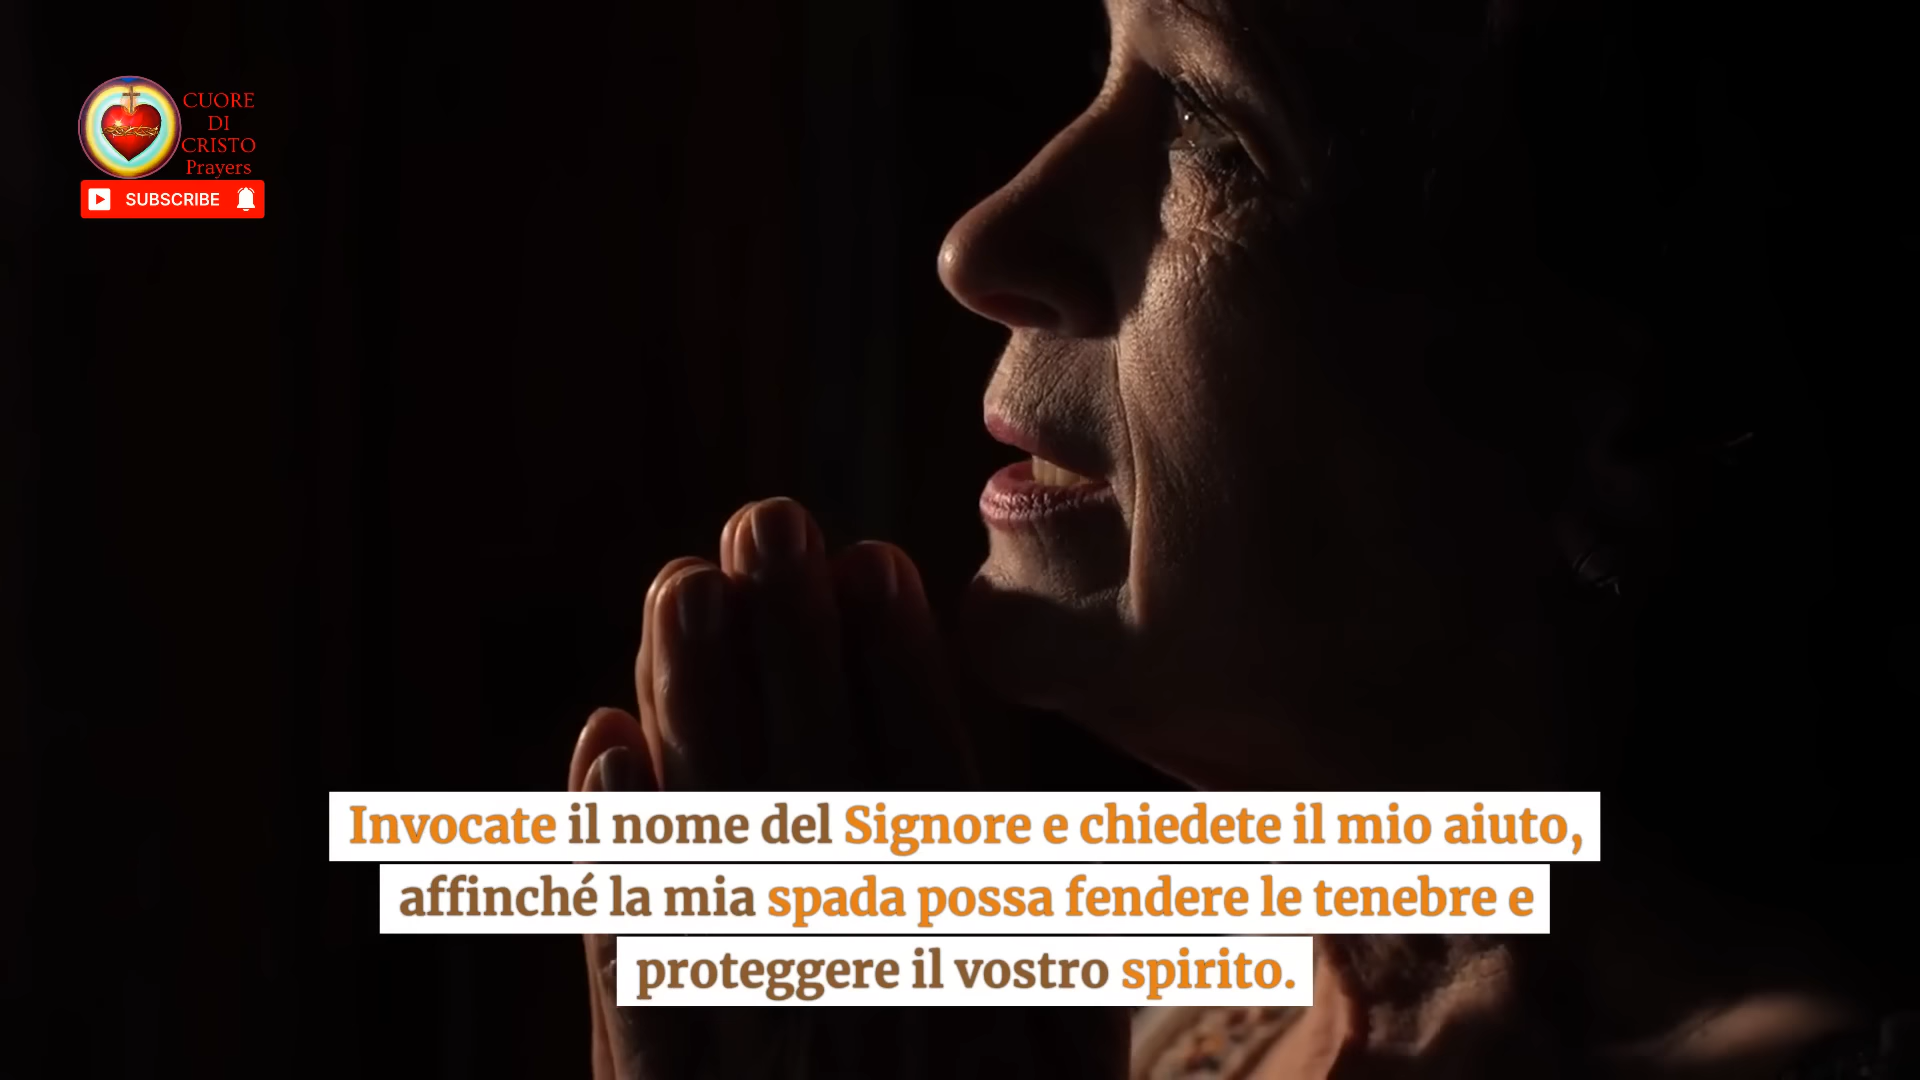 CUORE
DI
CRISTO
Prayers
SUBSCRIBE
Invocate il nome del Signore e chiedete il mio aiuto,
affinché la mia spada possa fendere le tenebre e
proteggere il vostro spirito.